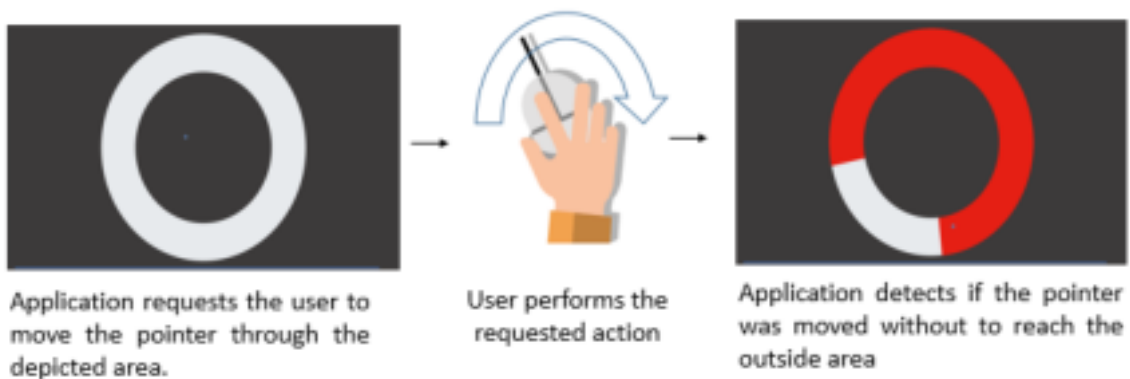 Application requests the user to
move the pointer through the
depicted area.
User performs the
requested action
Application detects if the pointer
was moved without to reach the
outside area